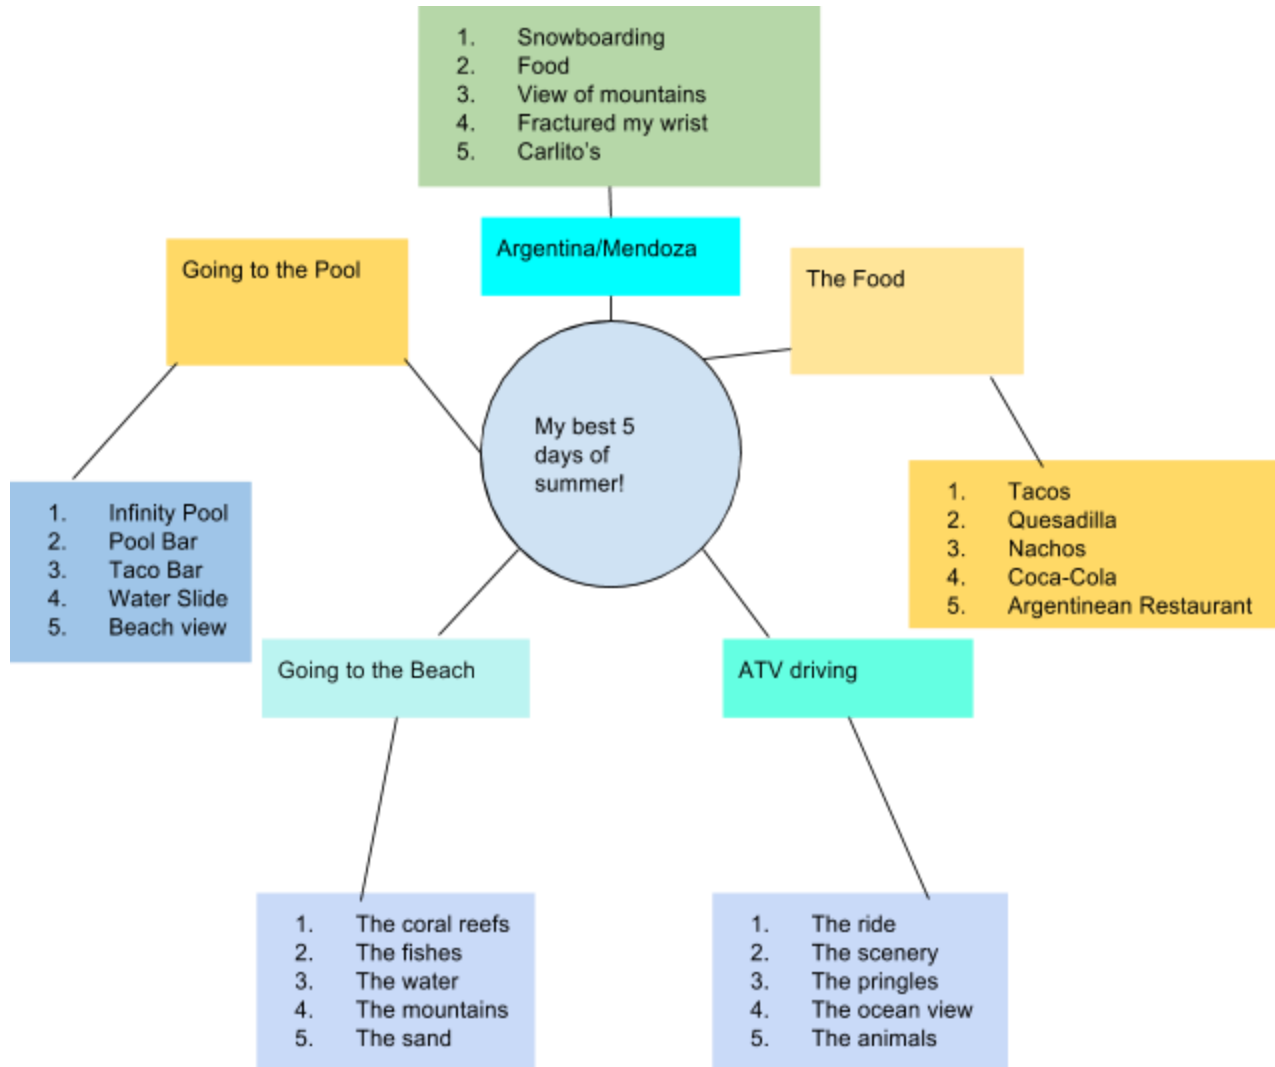 1. Snowboarding
2. Food
3. View of mountains
4. Fractured my wrist
5. Carlito's
Argentina/Mendoza
Going to the Pool
The Food
My best 5
days of
summer!
1. Infinity Pool
2. Pool Bar
3. Taco Bar
4. Water Slide
5. Beach view
1. Tacos
2. Quesadilla
3. Nachos
4. Coca-Cola
5. Argentinean Restaurant
Going to the Beach
ATV driving
1. The coral reefs
2. The fishes
3. The water
4. The mountains
5. The sand
1. The ride
2. The scenery
3. The pringles
4. The ocean view
5. The animals